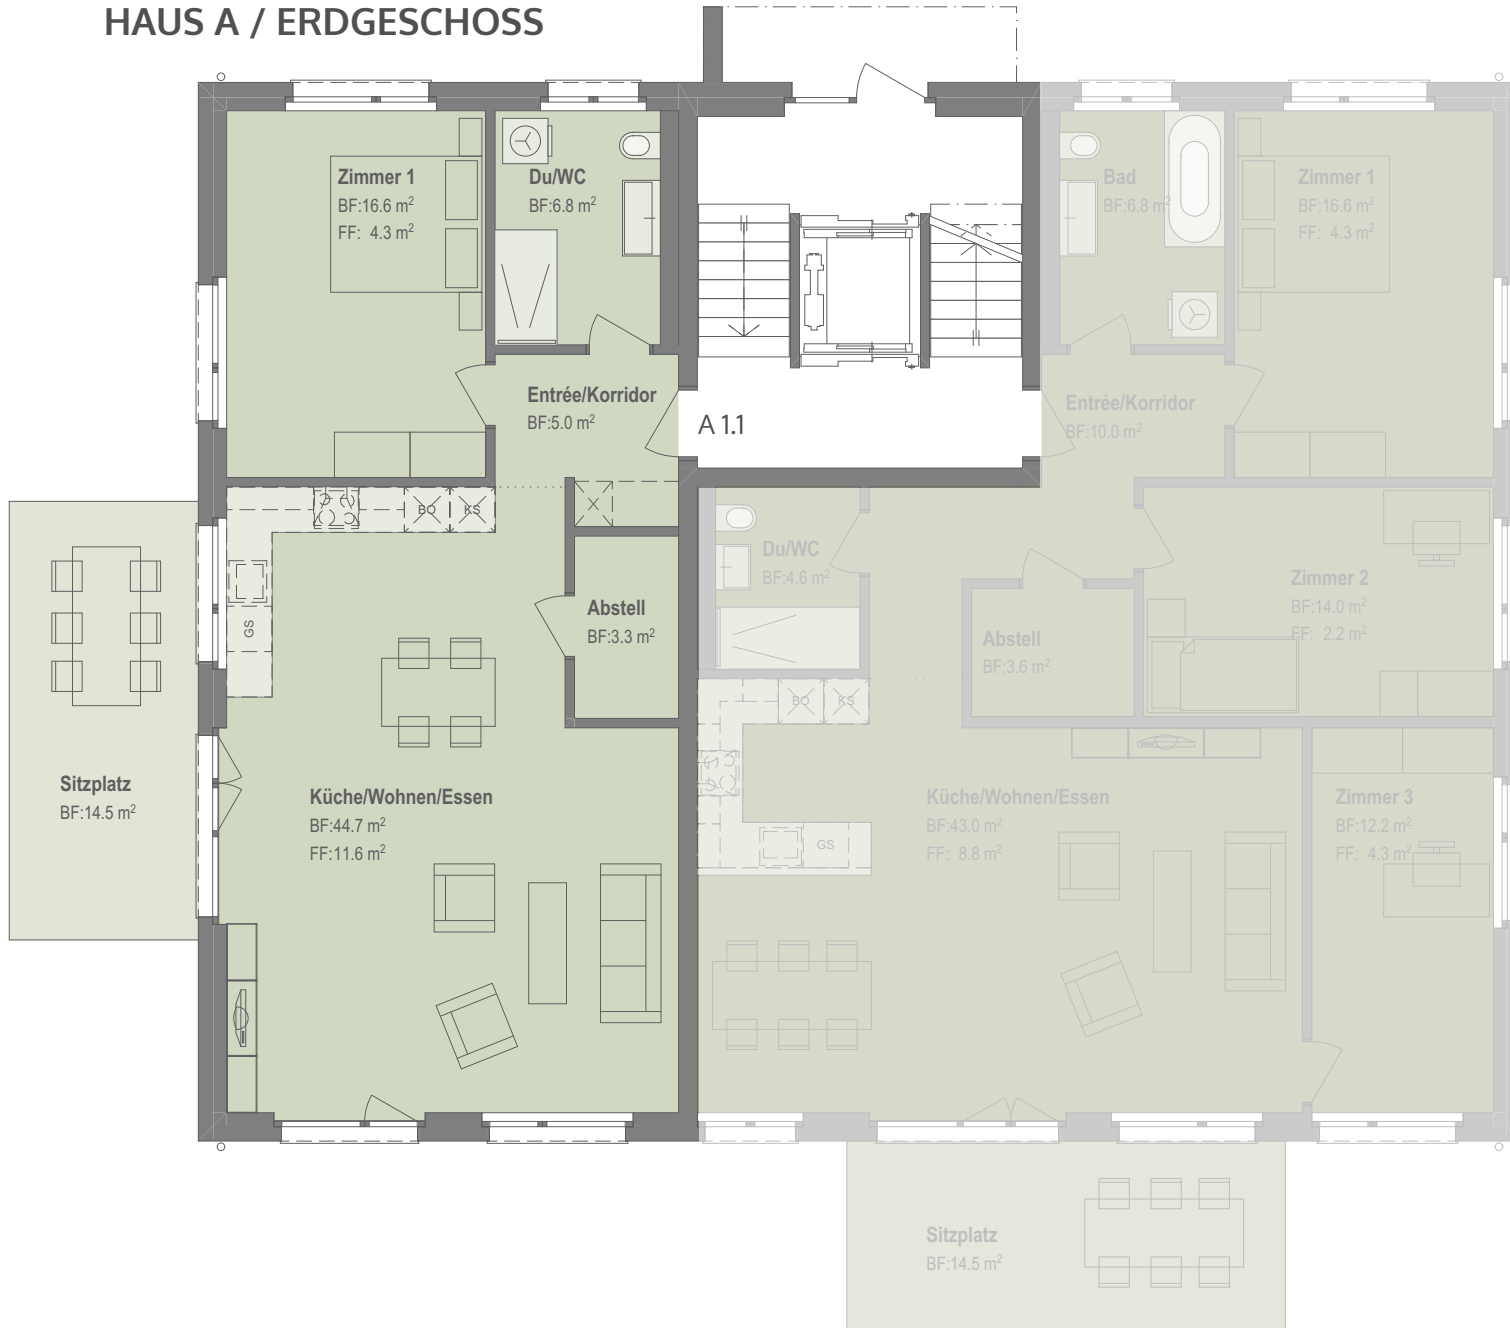 HAUS A / ERDGESCHOSS
Zimmer 1
BF:16.6 m²
FF: 4.3 m²
Du/WC
BF:6.8 m²
Bad
BF:6.8 m²
Zimmer 1
BF:16.6 m²
FF: 4.3 m²
Entrée/Korridor
BF:5.0 m²
A 1.1
Entrée/Korridor
BF:10.0 m²
BO
KS
GS
Abstell
BF:3.3 m²
Du/WC
BF:4.6 m²
Abstell
BF:3.6 m²
Zimmer 2
BF:14.0 m²
FF: 2.2 m²
BO
KS
GS
Sitzplatz
BF:14.5 m²
Küche/Wohnen/Essen
BF:44.7 m²
FF:11.6 m²
Küche/Wohnen/Essen
BF:43.0 m²
FF: 8.8 m²
Zimmer 3
BF:12.2 m²
FF: 4.3 m²
Sitzplatz
BF:14.5 m²